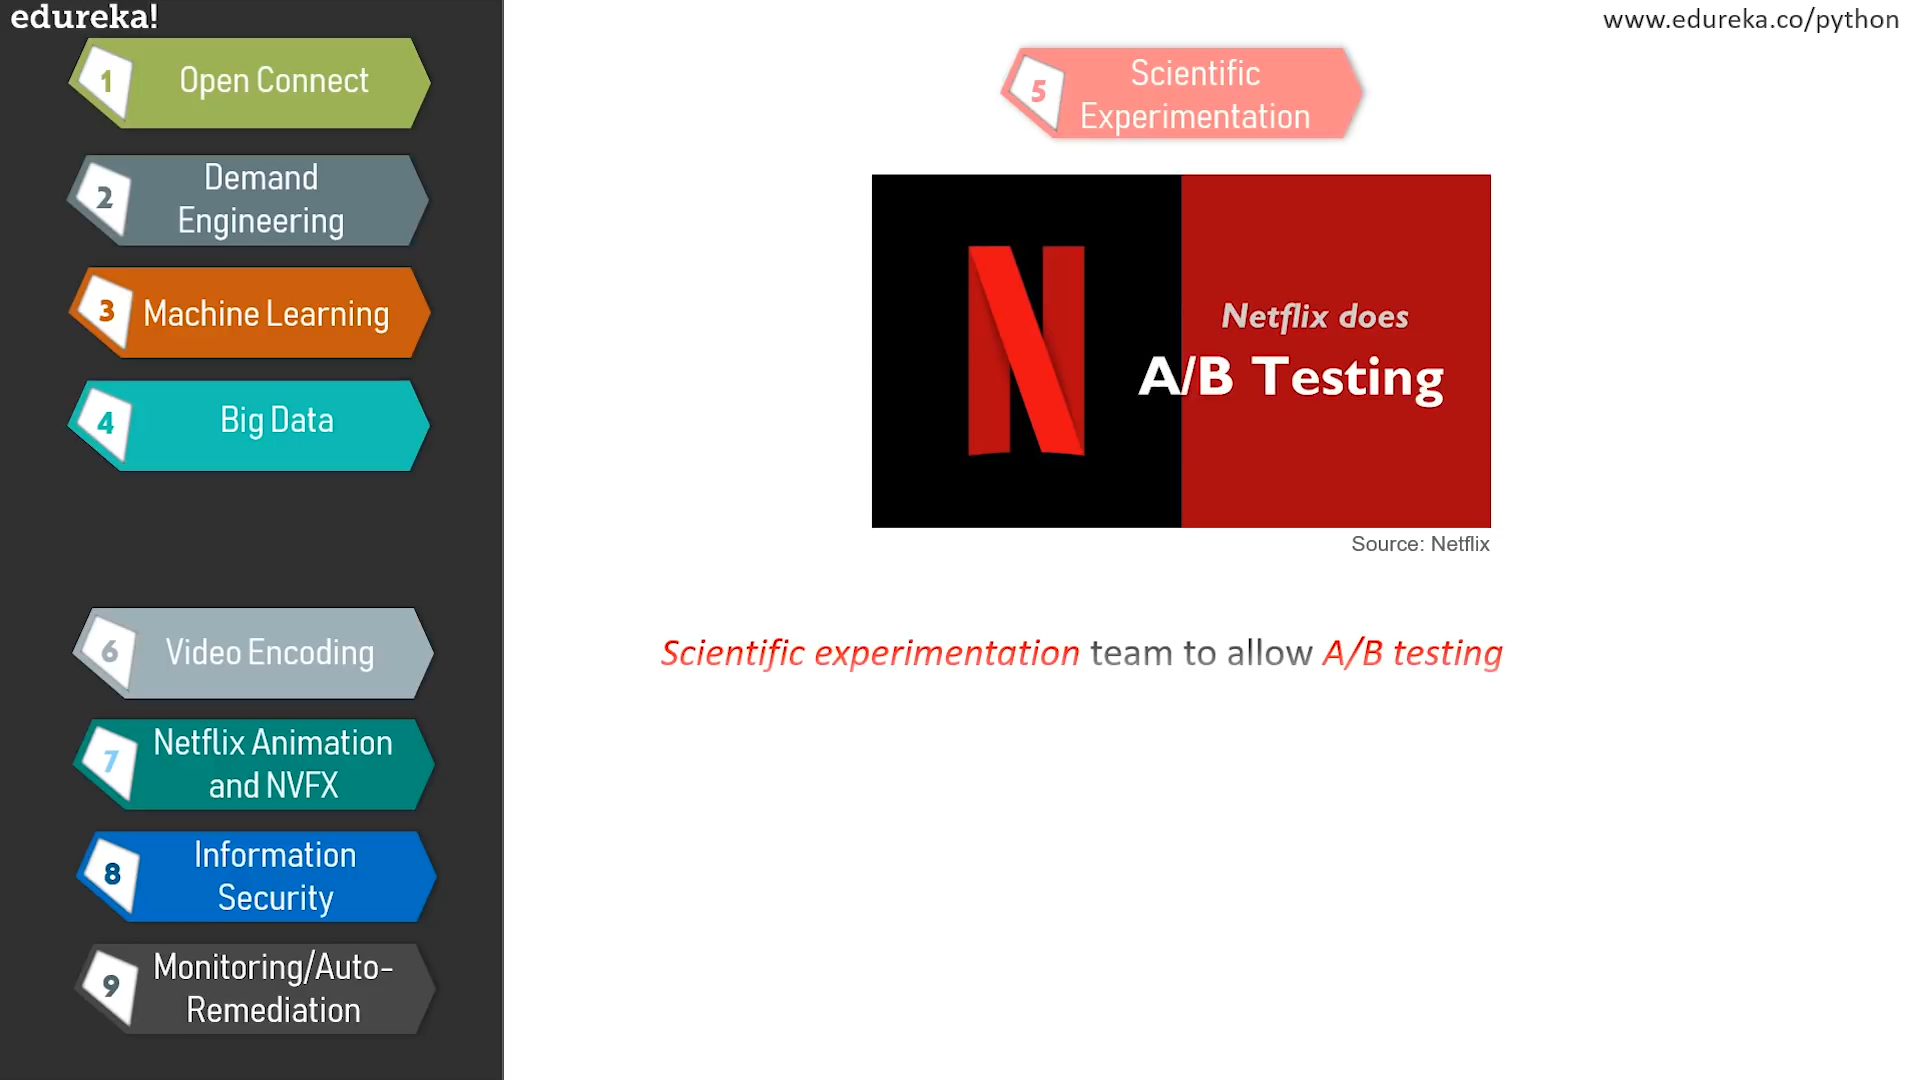 edureka!
www.edureka.co/python
1
Open Connect
2
Demand
Engineering
3
Machine Learning
4
Big Data
6
Video Encoding
7
Netflix Animation
and NVFX
8
Information
Security
9
Monitoring/Auto-
Remediation
5
Scientific
Experimentation
N
Netflix does
A/B Testing
Source: Netflix
Scientific experimentation team to allow A/B testing